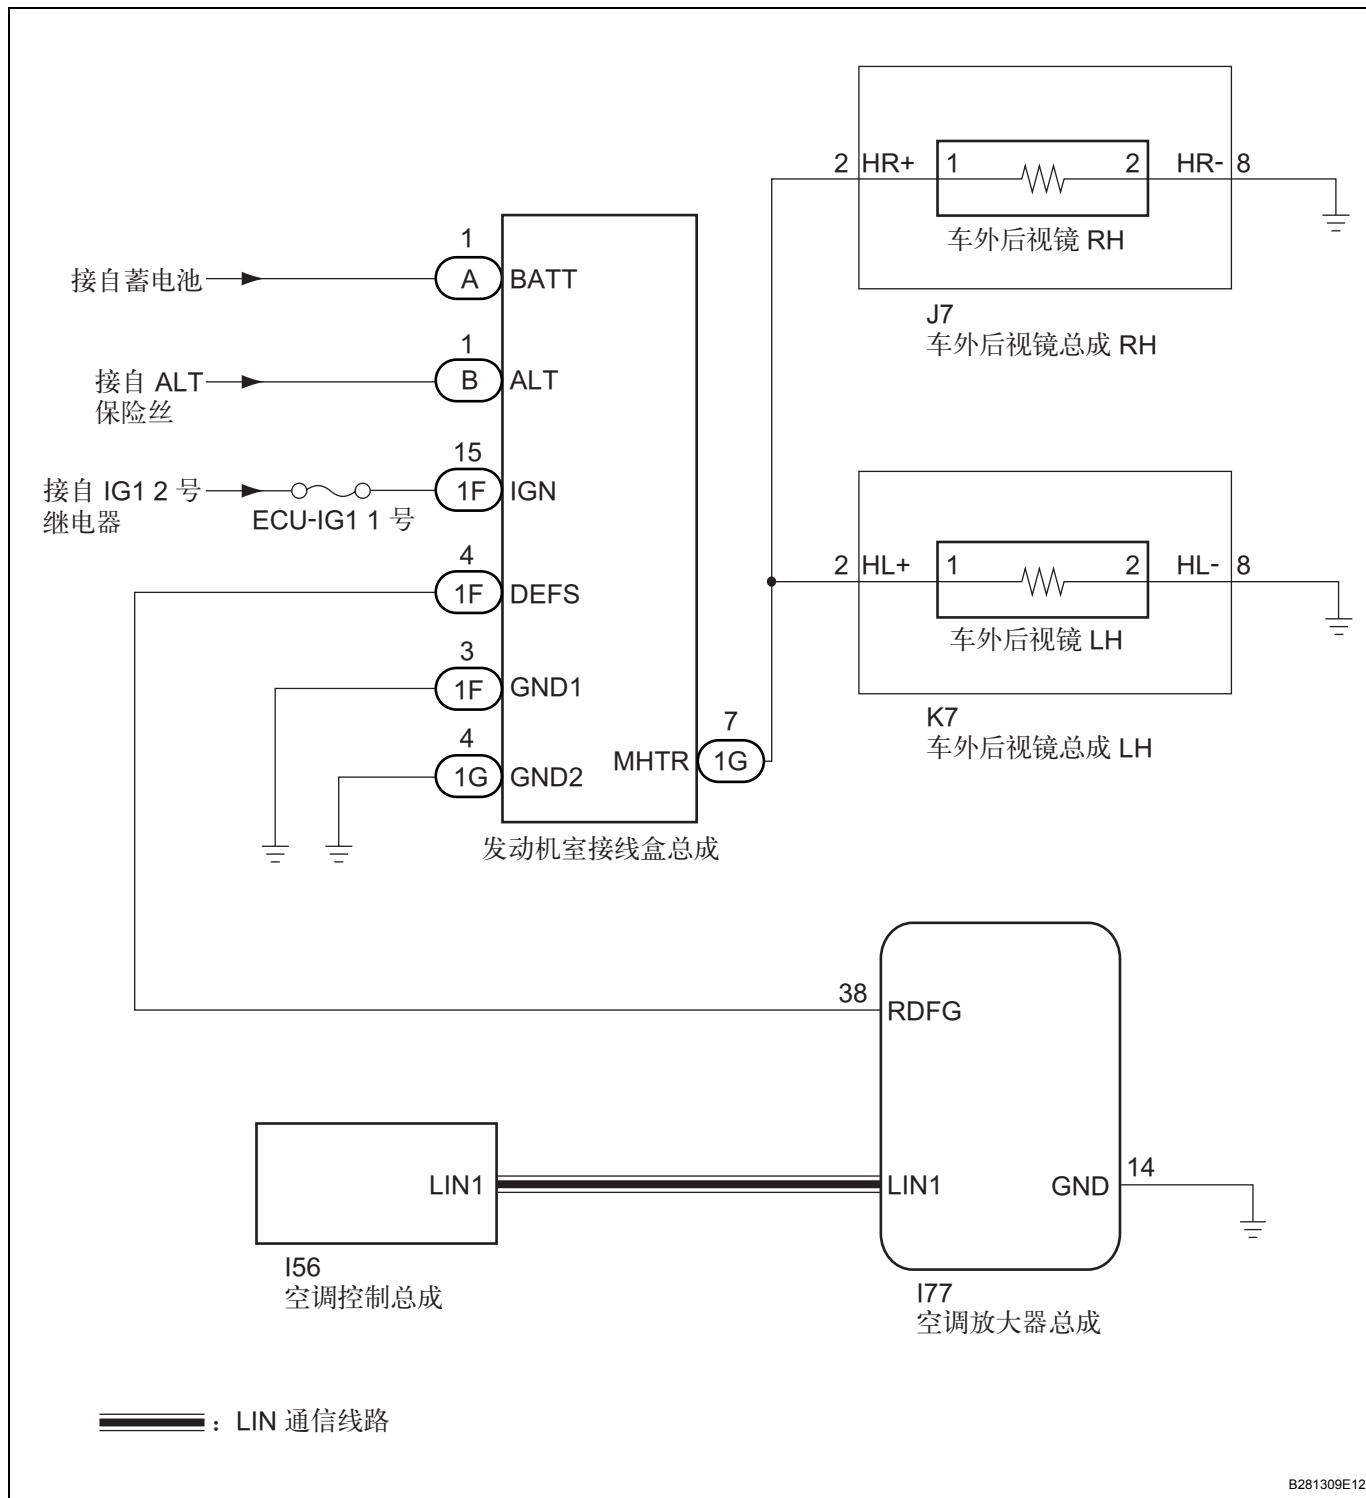 2 HR+ 1 2 HR- 8
车外后视镜 RH
J7
车外后视镜总成 RH
1
接自蓄电池 A BATT
1
接自 ALT B ALT
保险丝
15
接自 IG1 2 号 1F IGN
继电器
ECU-IG1 1 号
4
1F DEFS
2 HL+ 1 2 HL- 8
车外后视镜 LH
K7
车外后视镜总成 LH
3
1F GND1
4
1G GND2
7
MHTR 1G
发动机室接线盒总成
38
RDFG
LIN1
LIN1
GND 14
I56
空调控制总成
I77
空调放大器总成
：LIN 通信线路
B281309E12